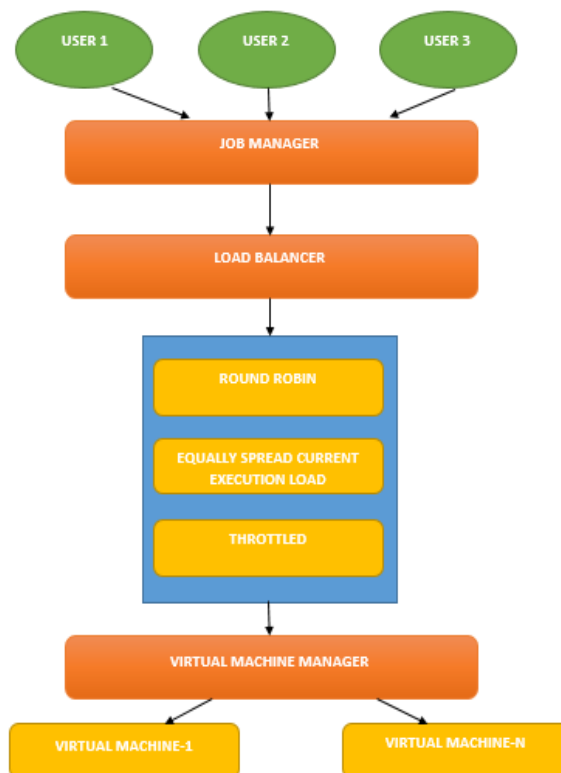 USER 1
USER 2
USER 3
JOB MANAGER
LOAD BALANCER
ROUND ROBIN
EQUALLY SPREAD CURRENT
EXECUTION LOAD
THROTTLED
VIRTUAL MACHINE MANAGER
VIRTUAL MACHINE-1
VIRTUAL MACHINE-N